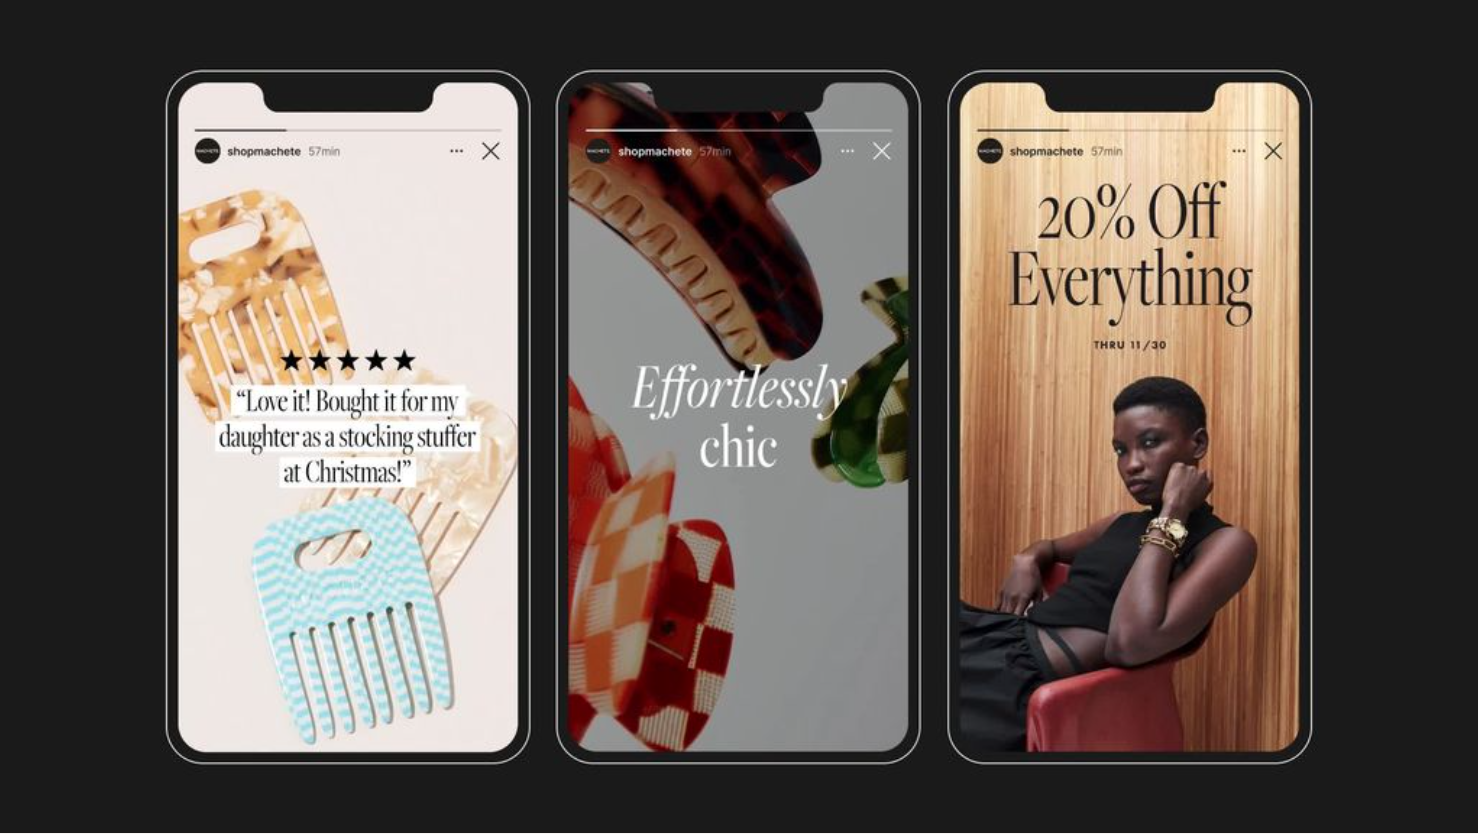 shopmachete 57min
★★★★★
“Love it! Bought it for my
daughter as a stocking stuffer
at Christmas!”
shopmachete 57min
Effortlessly
chic
shopmachete 57min
20% Off
Everything
THRU 11/30